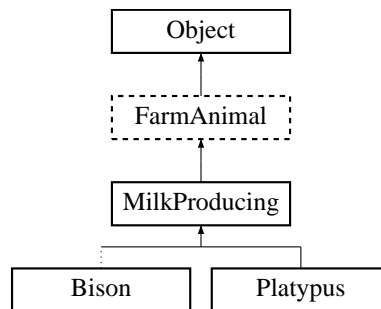 Object
FarmAnimal
MilkProducing
Bison
Platypus